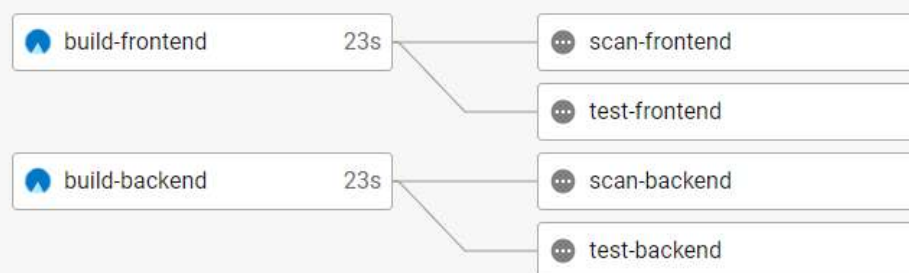 build-frontend 23s
scan-frontend
test-frontend
build-backend 23s
scan-backend
test-backend